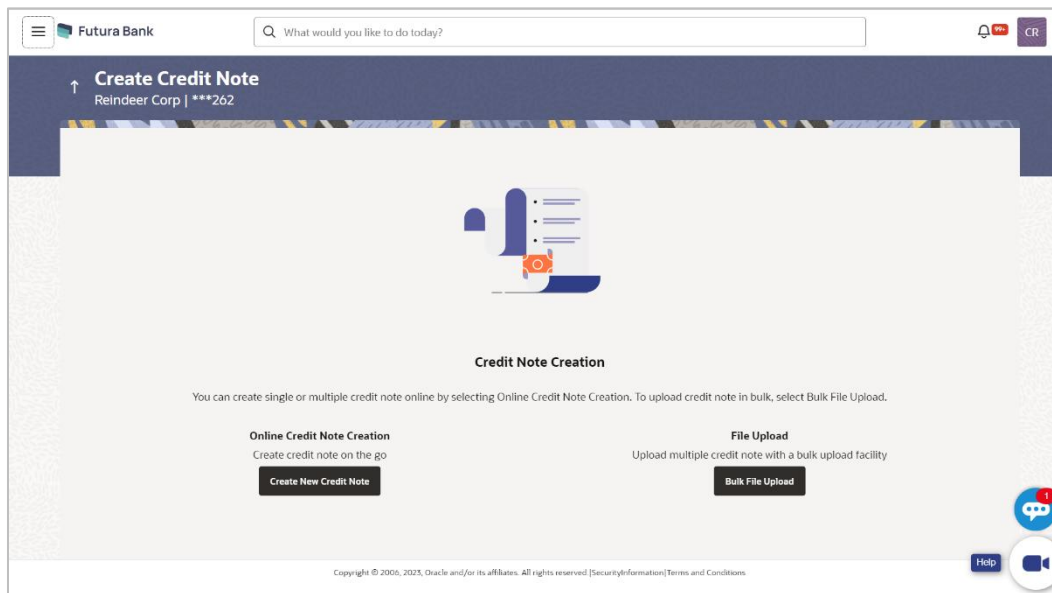 Futura Bank
What would you like to do today?
99+
CR
Create Credit Note
Reindeer Corp | ***262
Credit Note Creation
You can create single or multiple credit note online by selecting Online Credit Note Creation. To upload credit note in bulk, select Bulk File Upload.
Online Credit Note Creation
Create credit note on the go
Create New Credit Note
File Upload
Upload multiple credit note with a bulk upload facility
Bulk File Upload
1
Help
Copyright © 2006, 2023, Oracle and/or its affiliates. All rights reserved.|SecurityInformation|Terms and Conditions